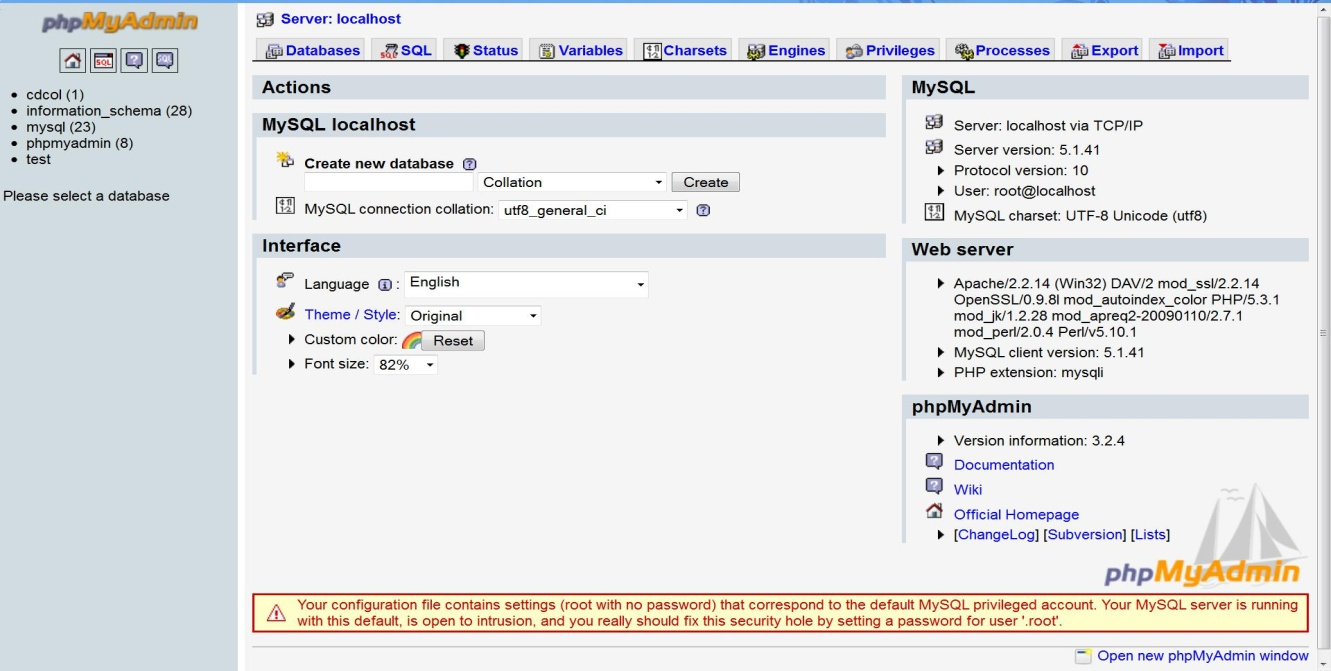 phpMyAdmin
SQL
?
SQL
cdcol (1)
information_schema (28)
mysql (23)
phpmyadmin (8)
test
Please select a database
Server: localhost
Databases SQL Status Variables Charsets Engines Privileges Processes Export Import
Actions
MySQL localhost
Create new database ?
Collation Create
MySQL connection collation: utf8_general_ci ?
Interface
Language i : English
Theme / Style: Original
Custom color: Reset
Font size: 82%
MySQL
Server: localhost via TCP/IP
Server version: 5.1.41
Protocol version: 10
User: root@localhost
MySQL charset: UTF-8 Unicode (utf8)
Web server
Apache/2.2.14 (Win32) DAV/2 mod_ssl/2.2.14
OpenSSL/0.9.8l mod_autoindex_color PHP/5.3.1
mod_jk/1.2.28 mod_apreq2-20090110/2.7.1
mod_perl/2.0.4 Perl/v5.10.1
MySQL client version: 5.1.41
PHP extension: mysqli
phpMyAdmin
Version information: 3.2.4
Documentation
Wiki
Official Homepage
[ChangeLog] [Subversion] [Lists]
phpMyAdmin
Your configuration file contains settings (root with no password) that correspond to the default MySQL privileged account. Your MySQL server is running
with this default, is open to intrusion, and you really should fix this security hole by setting a password for user '.root'.
Open new phpMyAdmin window